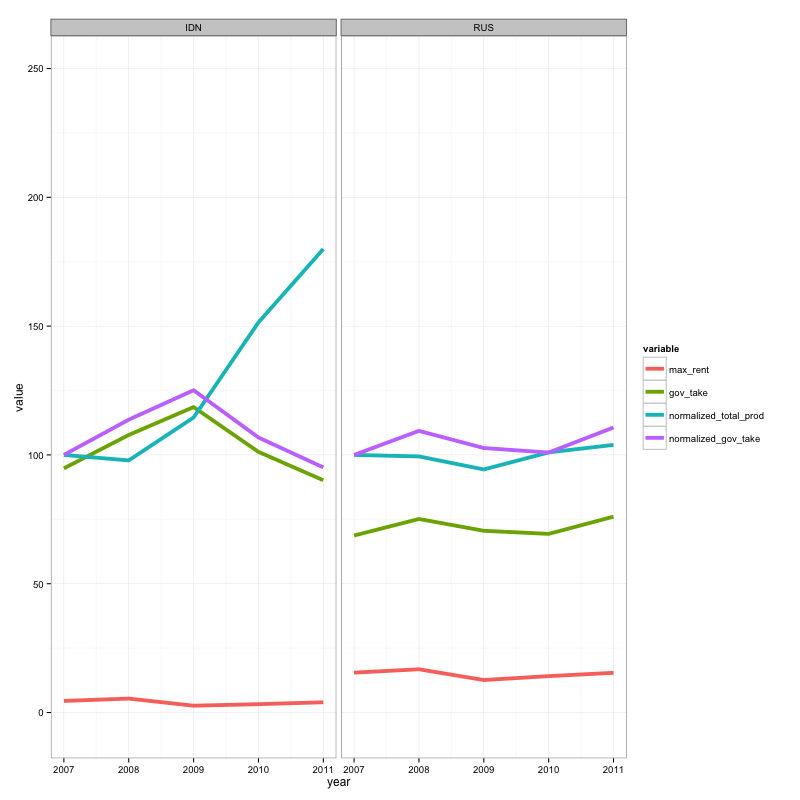 IDN RUS
250
200
150
100
50
0
value
2007 2008 2009 2010 2011 2007 2008 2009 2010 2011
year
variable
max_rent
gov_take
normalized_total_prod
normalized_gov_take